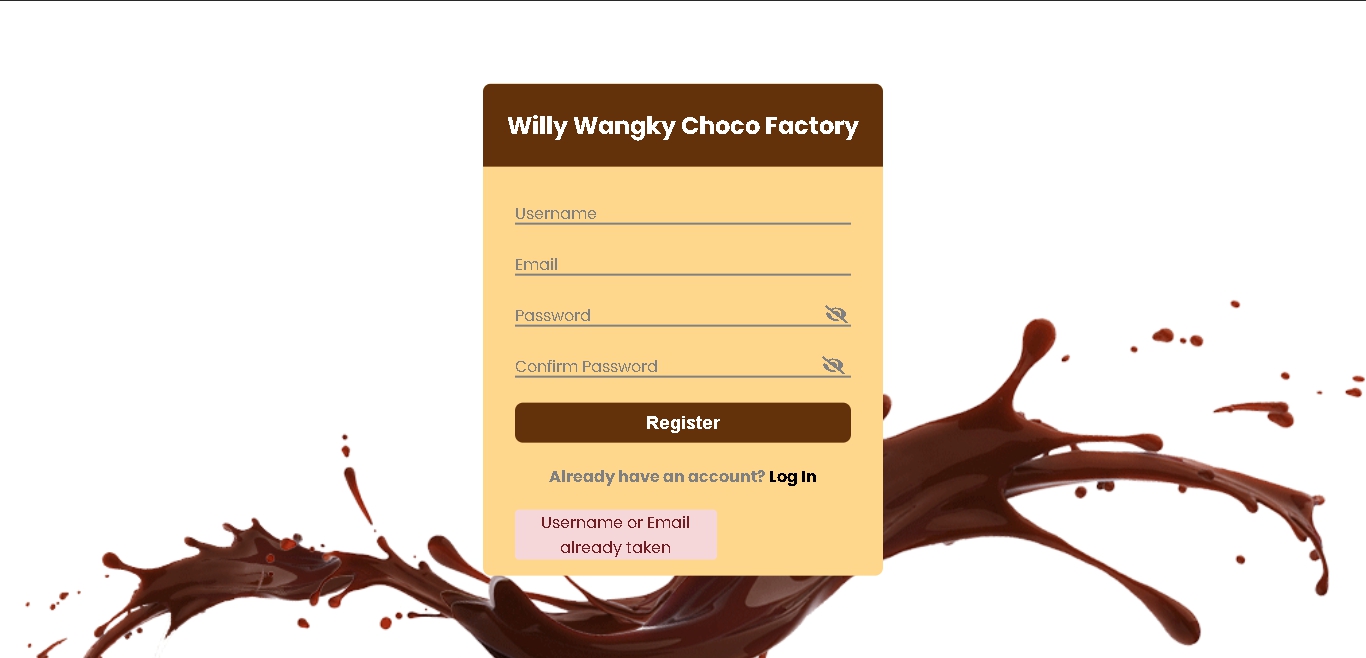 Willy Wangky Choco Factory
Username
Email
Password
Confirm Password
Register
Already have an account? Log In
Username or Email
already taken